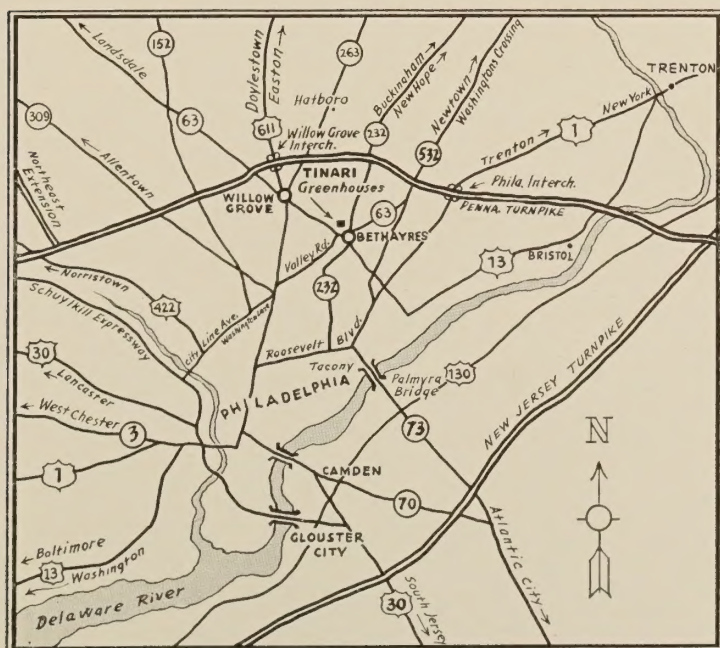 Landsdale
152
Doylestown
Easton
263
Hatboro
Buckingham
New Hope
Newtown
Washingtons Crossing
TRENTON
New York
309
63
611
Willow Grove
Interch.
232
532
Trenton
1
Allentown
Northeast
Extension
TINARI
Greenhouses
Phila. Interch.
WILLOW
GROVE
63
PENNA. TURNPIKE
BETHAYRES
Valley Rd.
13
BRISTOL
Norristown
Schuylkill Expressway
422
232
City Line Ave.
Washington Lane
Roosevelt Blvd.
30
Lancaster
Tacony
Palmyra
Bridge
130
PHILADELPHIA
NEW JERSEY TURNPIKE
West Chester
3
73
N
1
CAMDEN
70
GLOUSTER
CITY
Atlantic City
Baltimore
13
Washington
Delaware River
30
South Jersey